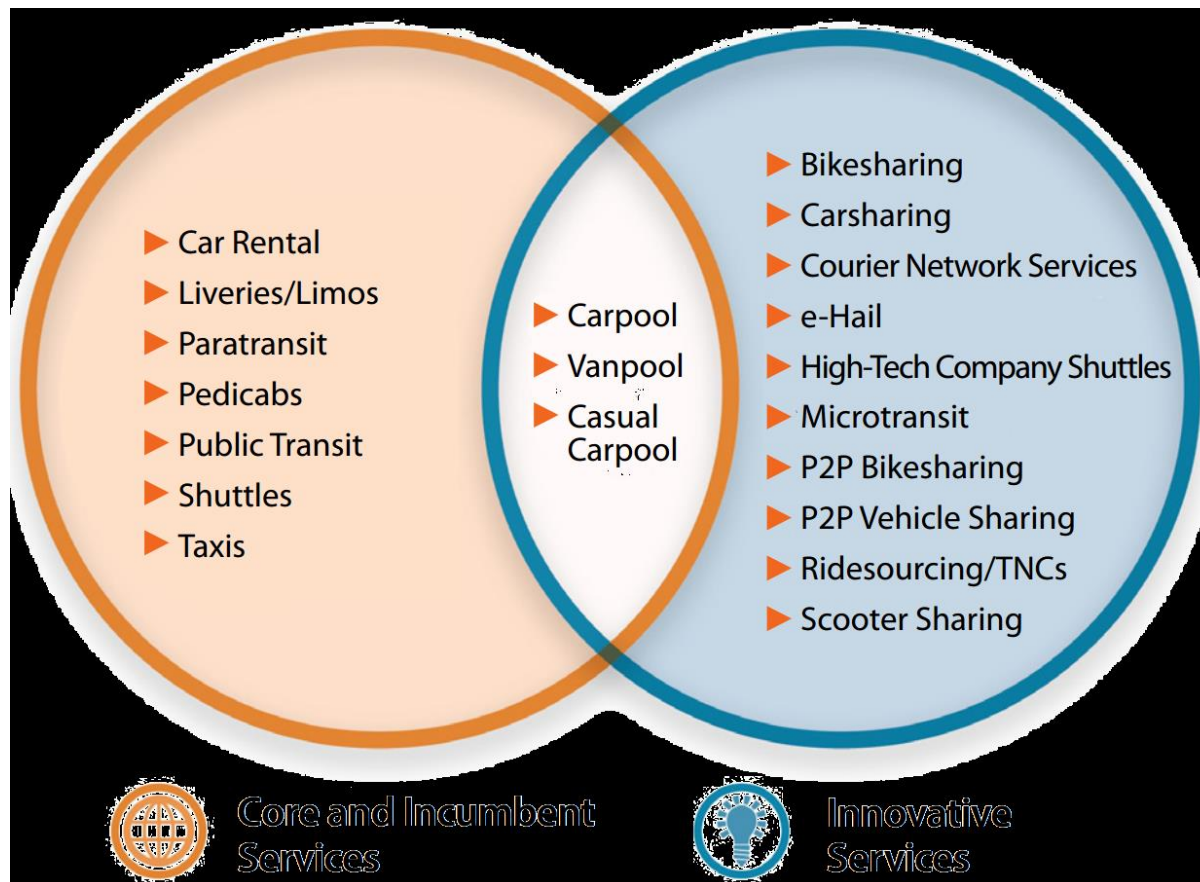 Car Rental
Liveries/Limos
Paratransit
Pedicabs
Public Transit
Shuttles
Taxis
Carpool
Vanpool
Casual
Carpool
Bikesharing
Carsharing
Courier Network Services
e-Hail
High-Tech Company Shuttles
Microtransit
P2P Bikesharing
P2P Vehicle Sharing
Ridesourcing/TNCs
Scooter Sharing
Core and Incumbent
Services
Innovative
Services